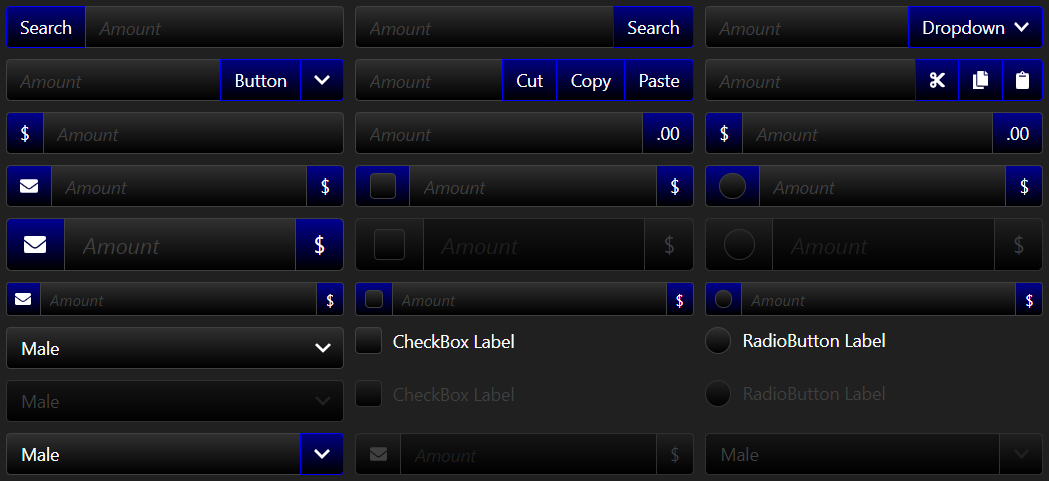 Search Amount Amount Search Amount Dropdown
Amount Button Amount Cut Copy Paste Amount
$ Amount Amount .00 $ Amount .00
Amount $ Amount $ Amount $
Amount $ Amount $ Amount $
Amount $ Amount $ Amount $
Male CheckBox Label RadioButton Label
Male CheckBox Label RadioButton Label
Male Amount $ Male